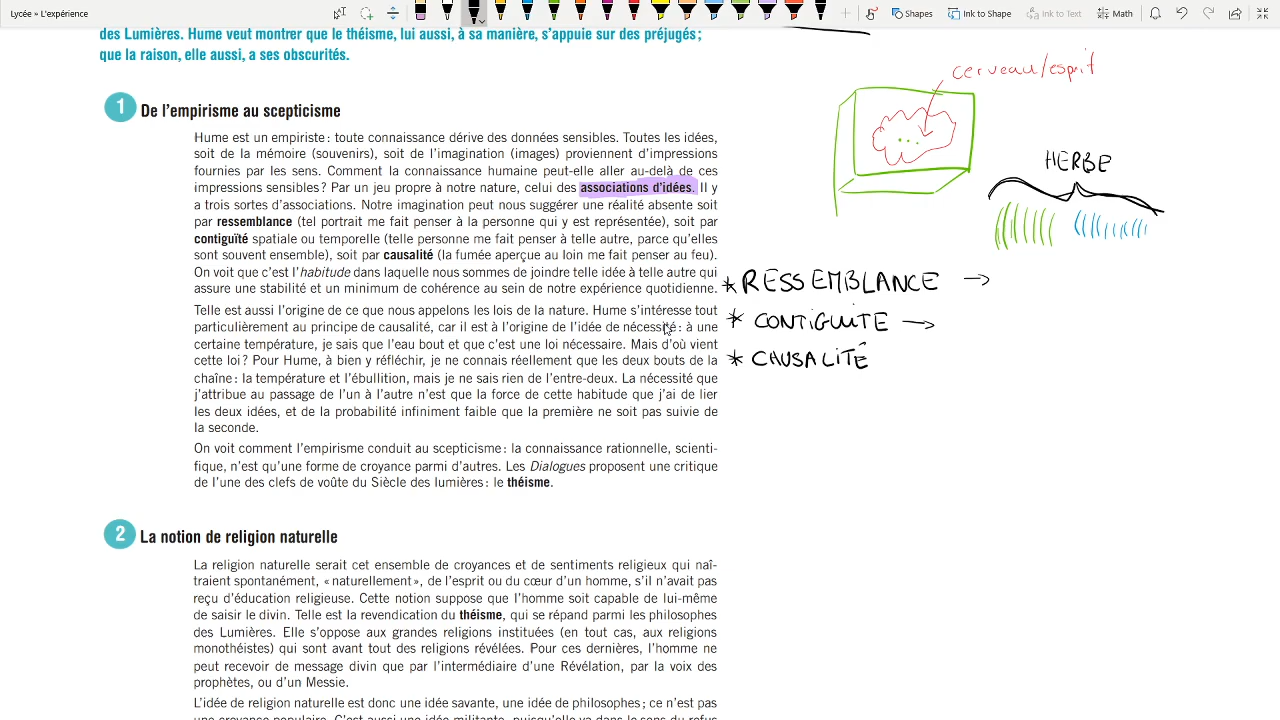 Lycée » L'expérience
Shapes
Ink to Shape
Ink to Text
Math
des Lumières. Hume veut montrer que le théisme, lui aussi, à sa manière, s'appuie sur des préjugés ;
que la raison, elle aussi, a ses obscurités.
cerveau/esprit
1 De l'empirisme au scepticisme
Hume est un empiriste : toute connaissance dérive des données sensibles. Toutes les idées,
soit de la mémoire (souvenirs), soit de l'imagination (images) proviennent d'impressions
fournies par les sens. Comment la connaissance humaine peut-elle aller au-delà de ces
impressions sensibles ? Par un jeu propre à notre nature, celui des associations d'idées. Il y
a trois sortes d'associations. Notre imagination peut nous suggérer une réalité absente soit
par ressemblance (tel portrait me fait penser à la personne qui y est représentée), soit par
contiguïté spatiale ou temporelle (telle personne me fait penser à telle autre, parce qu'elles
sont souvent ensemble), soit par causalité (la fumée aperçue au loin me fait penser au feu).
On voit que c'est l'habitude dans laquelle nous sommes de joindre telle idée à telle autre qui
assure une stabilité et un minimum de cohérence au sein de notre expérience quotidienne.
HERBE
* RESSEMBLANCE →
* CONTIGUITE →
* CAUSALITÉ
Telle est aussi l'origine de ce que nous appelons les lois de la nature. Hume s'intéresse tout
particulièrement au principe de causalité, car il est à l'origine de l'idée de nécessité : à une
certaine température, je sais que l'eau bout et que c'est une loi nécessaire. Mais d'où vient
cette loi ? Pour Hume, à bien y réfléchir, je ne connais réellement que les deux bouts de la
chaîne : la température et l'ébullition, mais je ne sais rien de l'entre-deux. La nécessité que
j'attribue au passage de l'un à l'autre n'est que la force de cette habitude que j'ai de lier
les deux idées, et de la probabilité infiniment faible que la première ne soit pas suivie de
la seconde.
On voit comment l'empirisme conduit au scepticisme : la connaissance rationnelle, scienti-
fique, n'est qu'une forme de croyance parmi d'autres. Les Dialogues proposent une critique
de l'une des clefs de voûte du Siècle des lumières : le théisme.
2 La notion de religion naturelle
La religion naturelle serait cet ensemble de croyances et de sentiments religieux qui naî-
traient spontanément, « naturellement », de l'esprit ou du cœur d'un homme, s'il n'avait pas
reçu d'éducation religieuse. Cette notion suppose que l'homme soit capable de lui-même
de saisir le divin. Telle est la revendication du théisme, qui se répand parmi les philosophes
des Lumières. Elle s'oppose aux grandes religions instituées (en tout cas, aux religions
monothéistes) qui sont avant tout des religions révélées. Pour ces dernières, l'homme ne
peut recevoir de message divin que par l'intermédiaire d'une Révélation, par la voix des
prophètes, ou d'un Messie.
L'idée de religion naturelle est donc une idée savante, une idée de philosophes ; ce n'est pas
une croyance populaire. C'est aussi une idée militante, puisqu'elle va dans le sens du refus